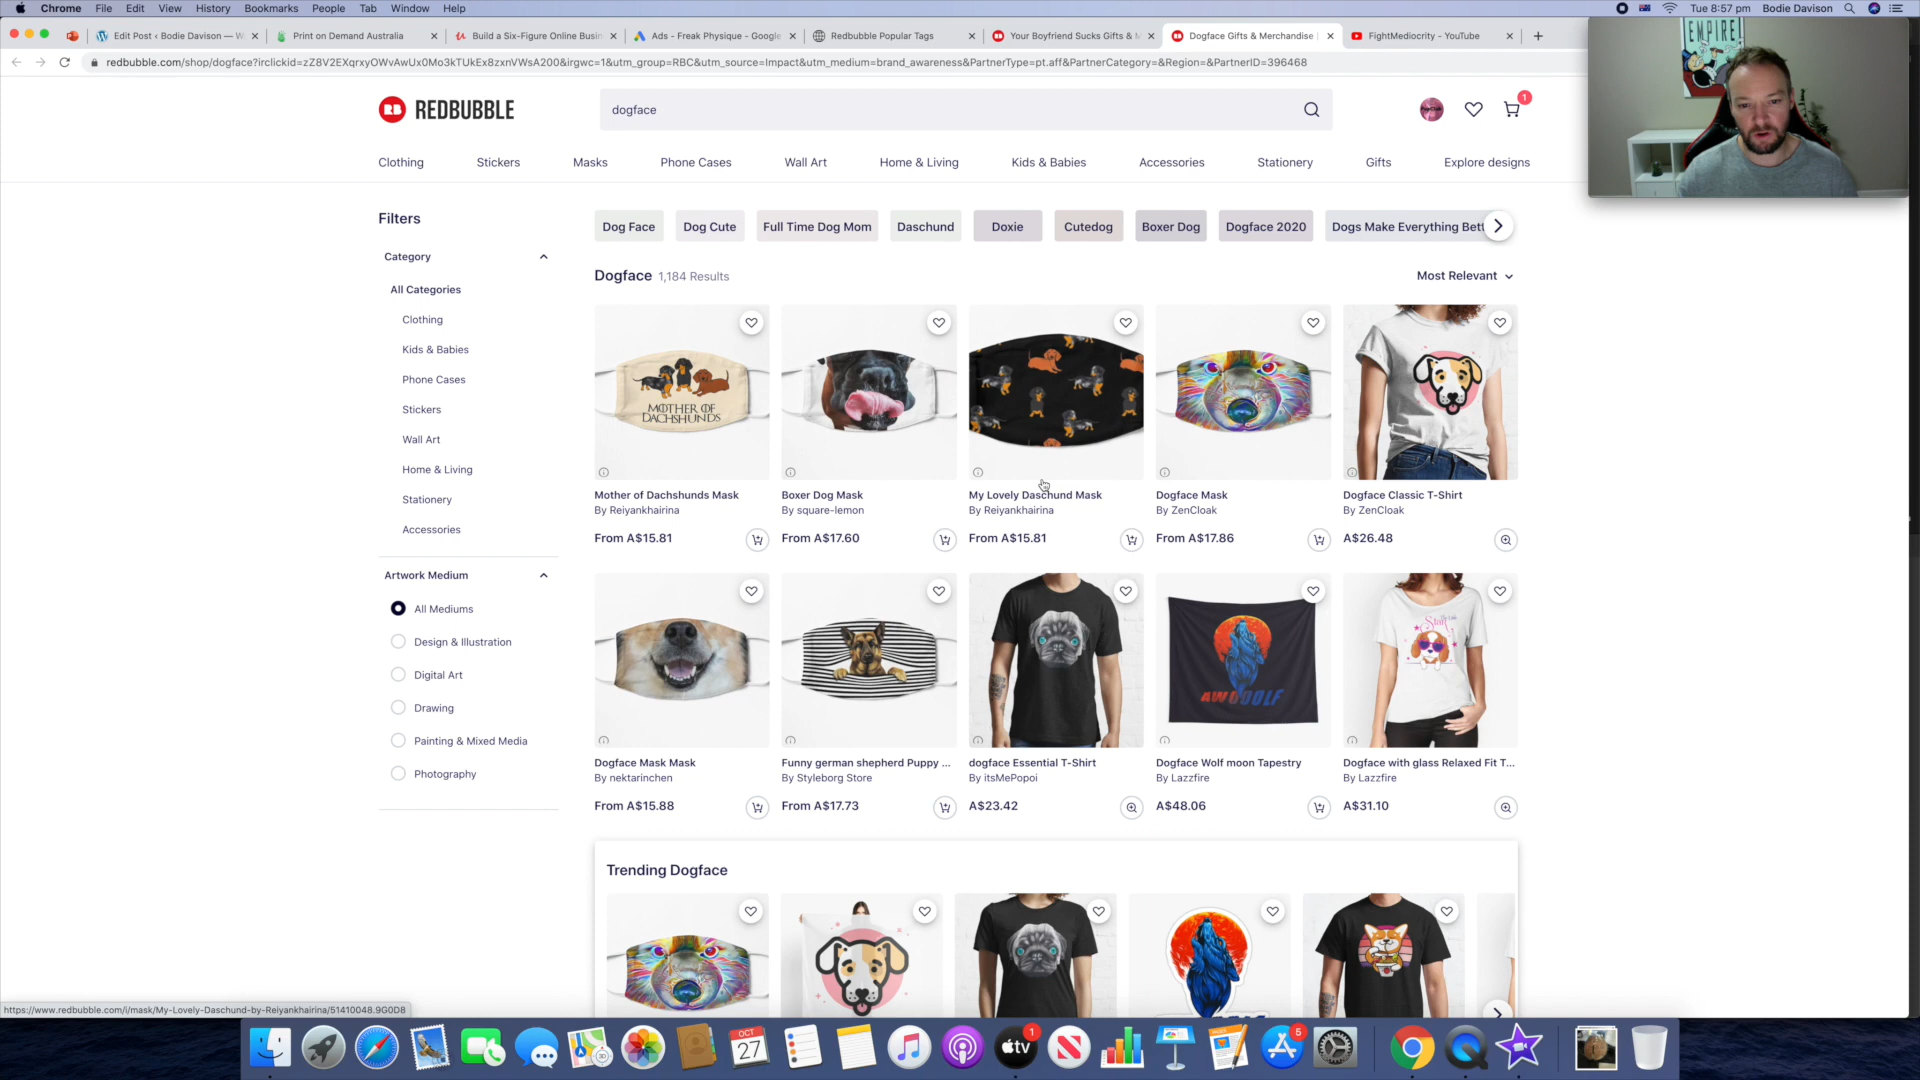 Chrome File Edit View History Bookmarks People Tab Window Help
Tue 8:57 pm Bodie Davison
Edit Post ‹ Bodie Davison — W
Print on Demand Australia
Build a Six-Figure Online Busin
Ads - Freak Physique - Google
Redbubble Popular Tags
Your Boyfriend Sucks Gifts & M
Dogface Gifts & Merchandise |
FightMediocrity - YouTube
redbubble.com/shop/dogface?irclickid=zZ8V2EXqrxyOWvAwUx0Mo3kTUkEx8zxnVWsA200&irgwc=1&utm_group=RBC&utm_source=Impact&utm_medium=brand_awareness&PartnerType=pt.aff&PartnerCategory=&Region=&PartnerID=396468
EMPIRE
RB REDBUBBLE
dogface
1
Clothing Stickers Masks Phone Cases Wall Art Home & Living Kids & Babies Accessories Stationery Gifts Explore designs
Filters
Category
All Categories
Clothing
Kids & Babies
Phone Cases
Stickers
Wall Art
Home & Living
Stationery
Accessories
Artwork Medium
All Mediums
Design & Illustration
Digital Art
Drawing
Painting & Mixed Media
Photography
Dog Face Dog Cute Full Time Dog Mom Daschund Doxie Cutedog Boxer Dog Dogface 2020 Dogs Make Everything Bett
Dogface 1,184 Results
Most Relevant
MOTHER OF
DACHSHUNDS
Mother of Dachshunds Mask
By Reiyankhairina
From A$15.81
Boxer Dog Mask
By square-lemon
From A$17.60
My Lovely Daschund Mask
By Reiyankhairina
From A$15.81
Dogface Mask
By ZenCloak
From A$17.86
Dogface Classic T-Shirt
By ZenCloak
A$26.48
Dogface Mask Mask
By nektarinchen
From A$15.88
Funny german shepherd Puppy ...
By Styleborg Store
From A$17.73
dogface Essential T-Shirt
By itsMePopoi
A$23.42
AWOOOLF
Dogface Wolf moon Tapestry
By Lazzfire
A$48.06
Star
Dogface with glass Relaxed Fit T...
By Lazzfire
A$31.10
Trending Dogface
https://www.redbubble.com/i/mask/My-Lovely-Daschund-by-Reiyankhairina/51410048.9G0D8
OCT
27
3D
tv
1
5